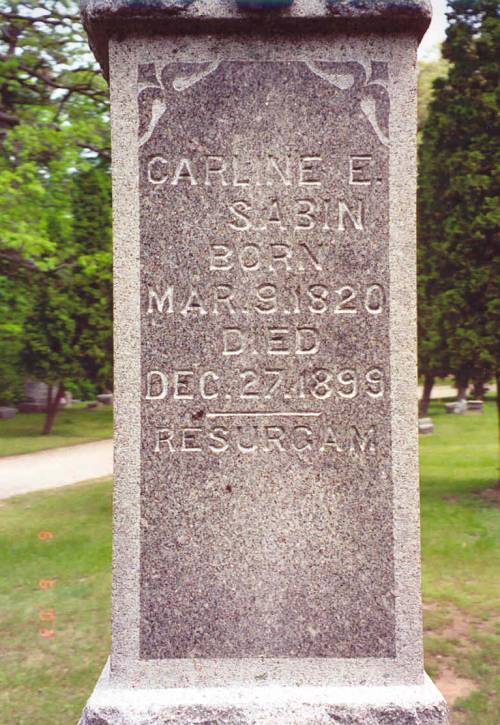 CARLINE E.
SABIN
BORN
MAR. 9. 1820
DIED
DEC. 27. 1899
RESURGAM